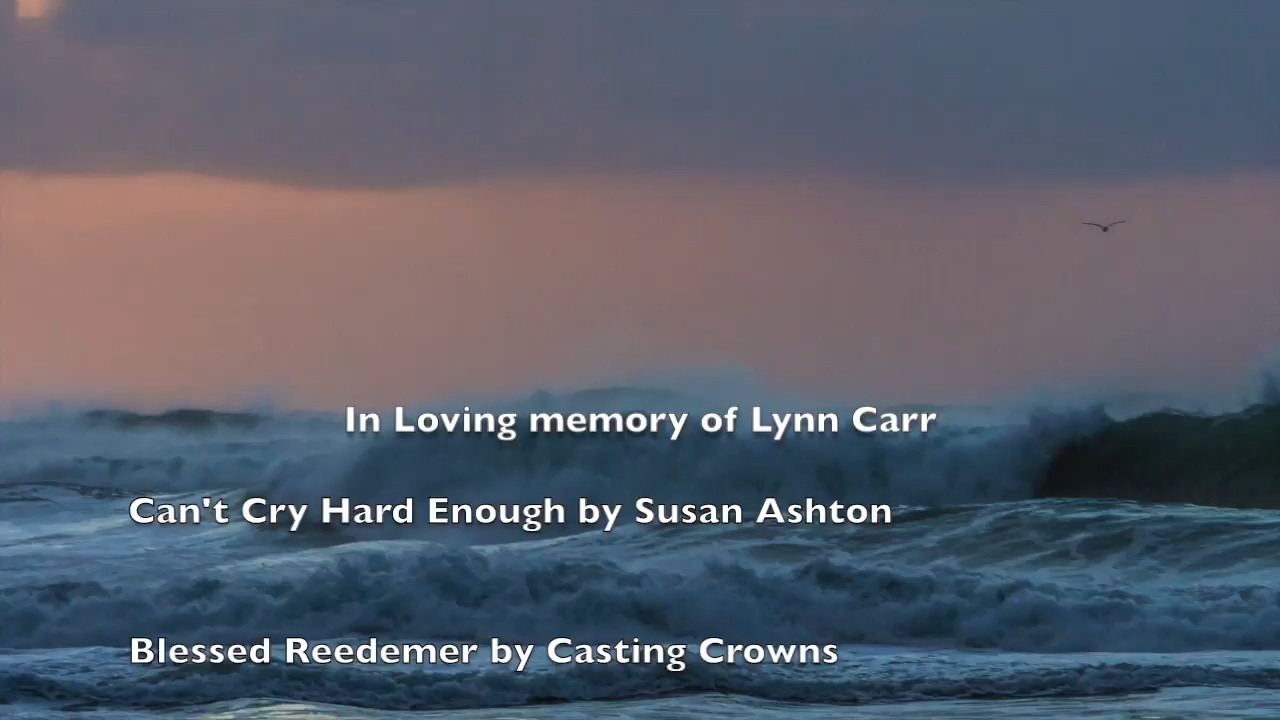 In Loving memory of Lynn Carr
Can't Cry Hard Enough by Susan Ashton
Blessed Reedemer by Casting Crowns